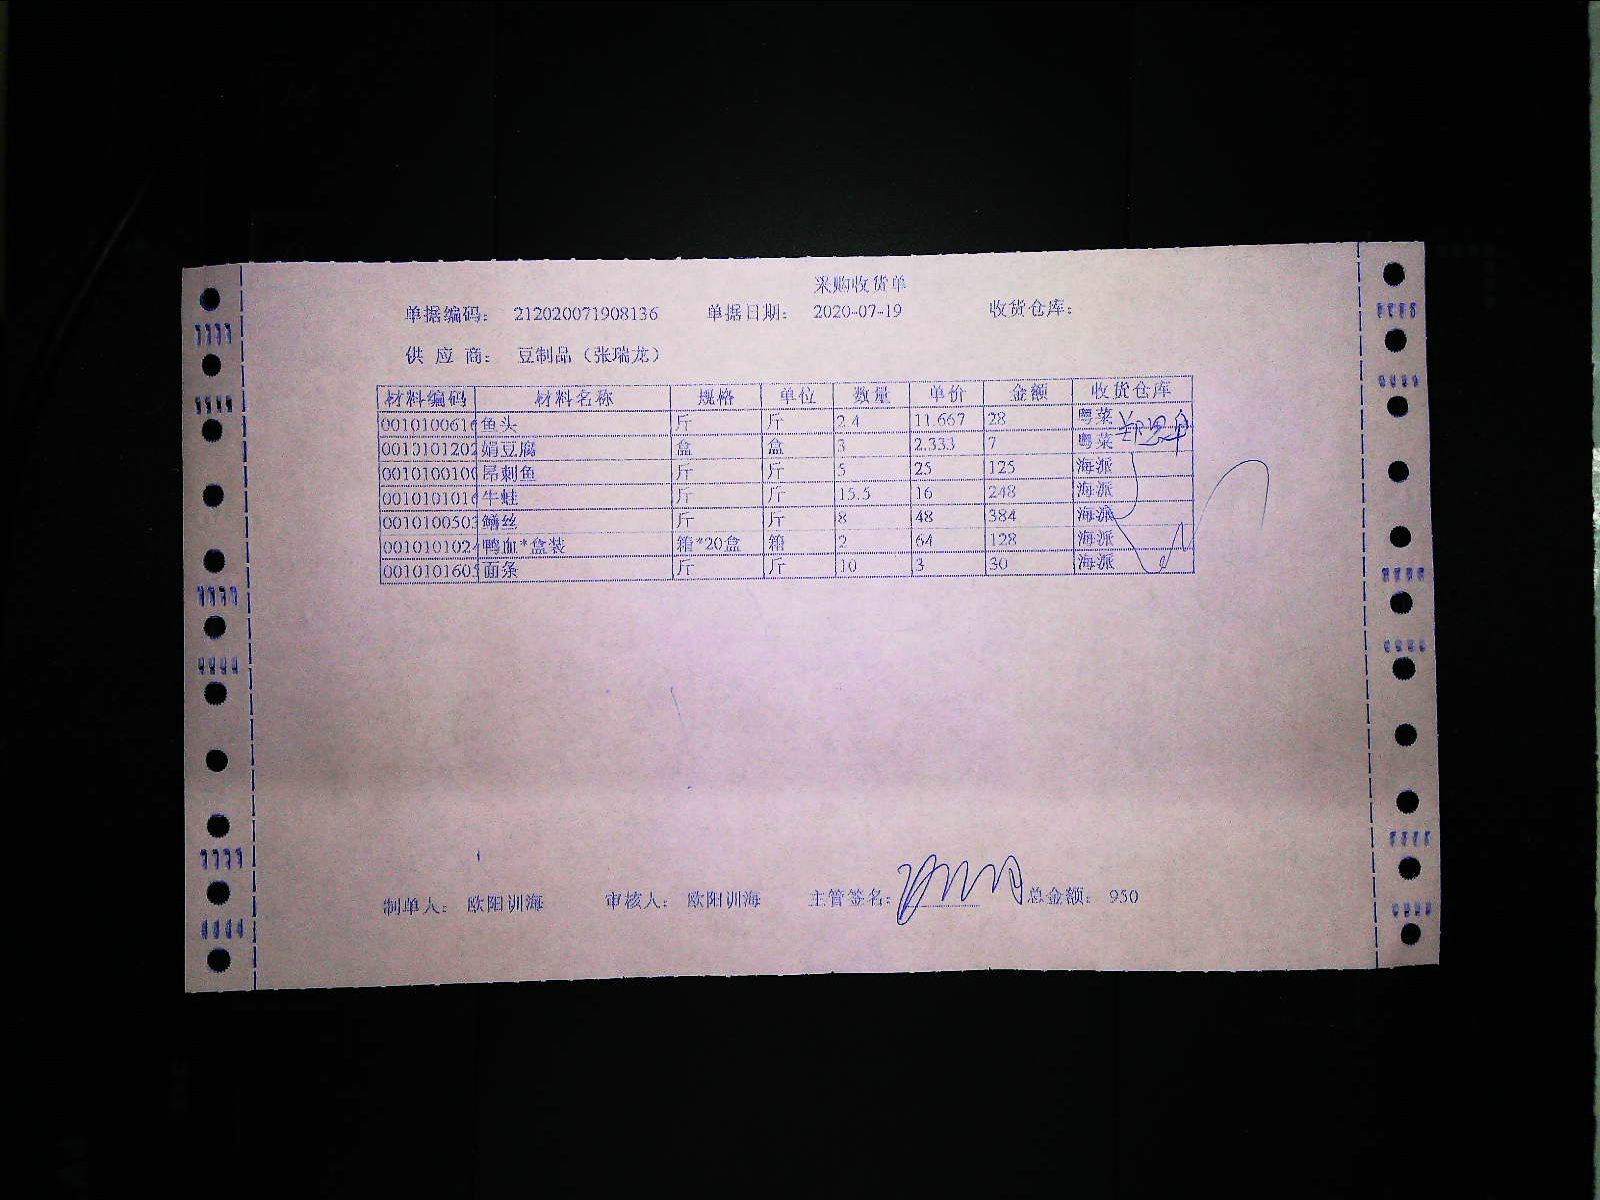 采购收货单
单据编码： 212020071908136 单据日期： 2020-07-19 收货仓库：
供 应 商： 豆制品（张瑞龙）
材料编码 材料名称 规格 单位 数量 单价 金额 收货仓库
0010100616 鱼头 斤 斤 2.4 11.667 28 粤菜
0010101202 娟豆腐 盒 盒 3 2.333 7 粤菜
0010100100 昂刺鱼 斤 斤 5 25 125 海派
0010101016 牛蛙 斤 斤 15.5 16 248 海派
0010100503 鳝丝 斤 斤 8 48 384 海派
001010102 鸭血*盒装 箱*20盒 箱 2 64 128 海派
0010101605 面条 斤 斤 10 3 30 海派
制单人： 欧阳训海 审核人： 欧阳训海 主管签名： 总金额： 950